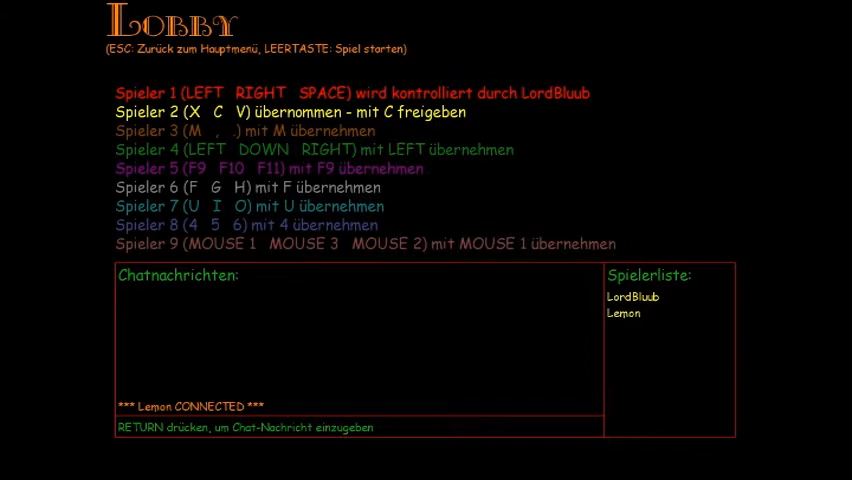 LOBBY
(ESC: Zurück zum Hauptmenü, LEERTASTE: Spiel starten)
Spieler 1 (LEFT RIGHT SPACE) wird kontrolliert durch LordBluub
Spieler 2 (X C V) übernommen - mit C freigeben
Spieler 3 (M , .) mit M übernehmen
Spieler 4 (LEFT DOWN RIGHT) mit LEFT übernehmen
Spieler 5 (F9 F10 F11) mit F9 übernehmen
Spieler 6 (F G H) mit F übernehmen
Spieler 7 (U I O) mit U übernehmen
Spieler 8 (4 5 6) mit 4 übernehmen
Spieler 9 (MOUSE 1 MOUSE 3 MOUSE 2) mit MOUSE 1 übernehmen
Chatnachrichten:
*** Lemon CONNECTED ***
RETURN drücken, um Chat-Nachricht einzugeben
Spielerliste:
LordBluub
Lemon